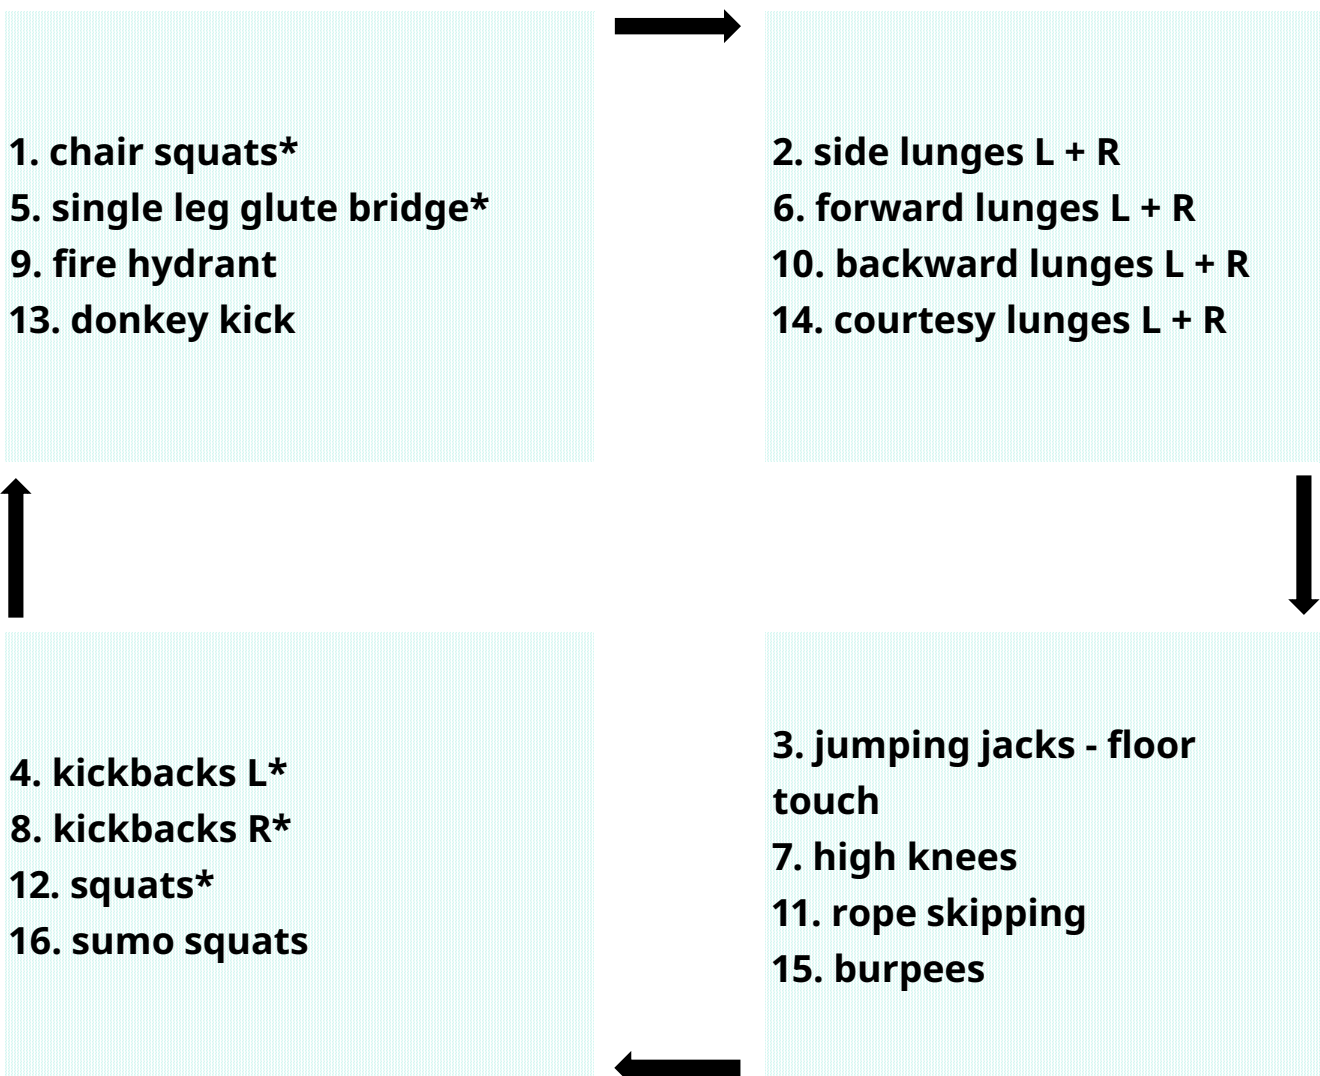 1. chair squats*
5. single leg glute bridge*
9. fire hydrant
13. donkey kick
2. side lunges L + R
6. forward lunges L + R
10. backward lunges L + R
14. courtesy lunges L + R
4. kickbacks L*
8. kickbacks R*
12. squats*
16. sumo squats
3. jumping jacks - floor
touch
7. high knees
11. rope skipping
15. burpees